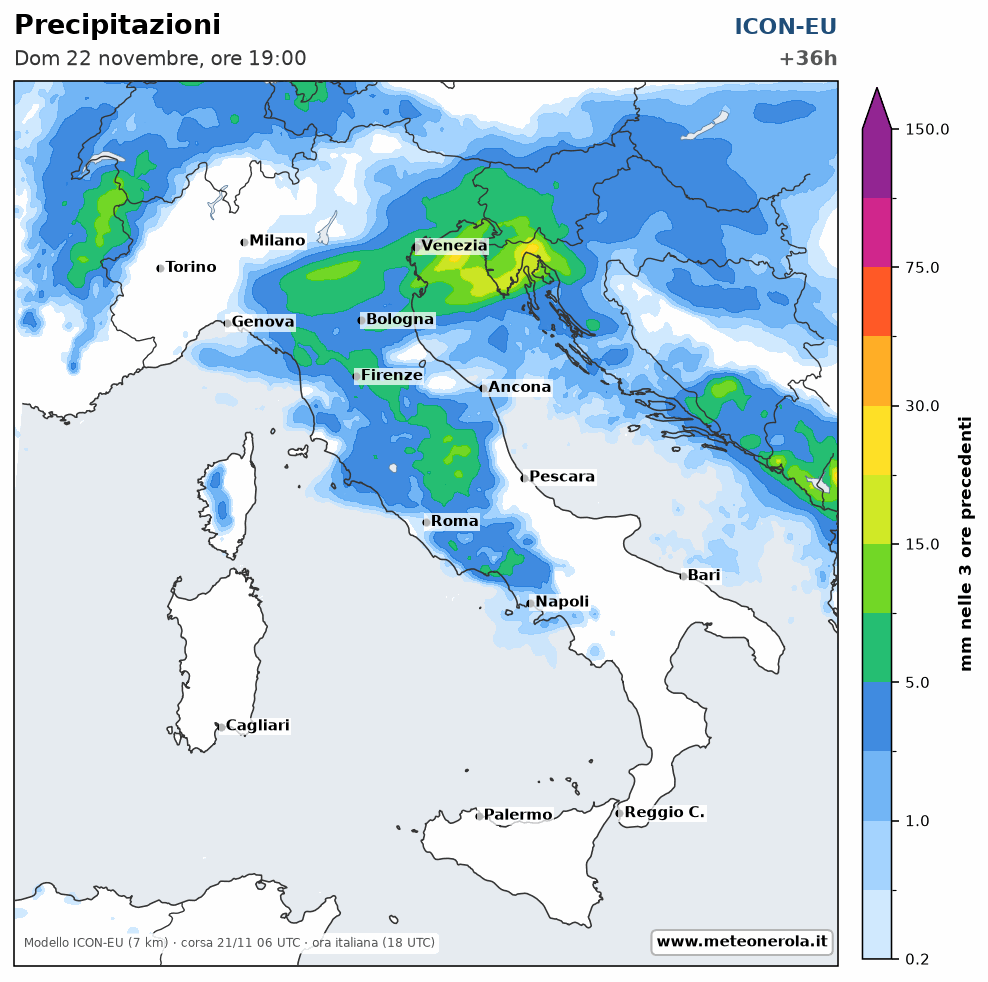 Precipitazioni
ICON-EU
Dom 22 novembre, ore 19:00
+36h
150.0
75.0
30.0
15.0
5.0
1.0
0.2
mm nelle 3 ore precedenti
Venezia
Milano
Torino
Genova
Bologna
Firenze
Ancona
Pescara
Roma
Bari
Napoli
Cagliari
Palermo
Reggio C.
Modello ICON-EU (7 km) · corsa 21/11 06 UTC · ora italiana (18 UTC)
www.meteonerola.it